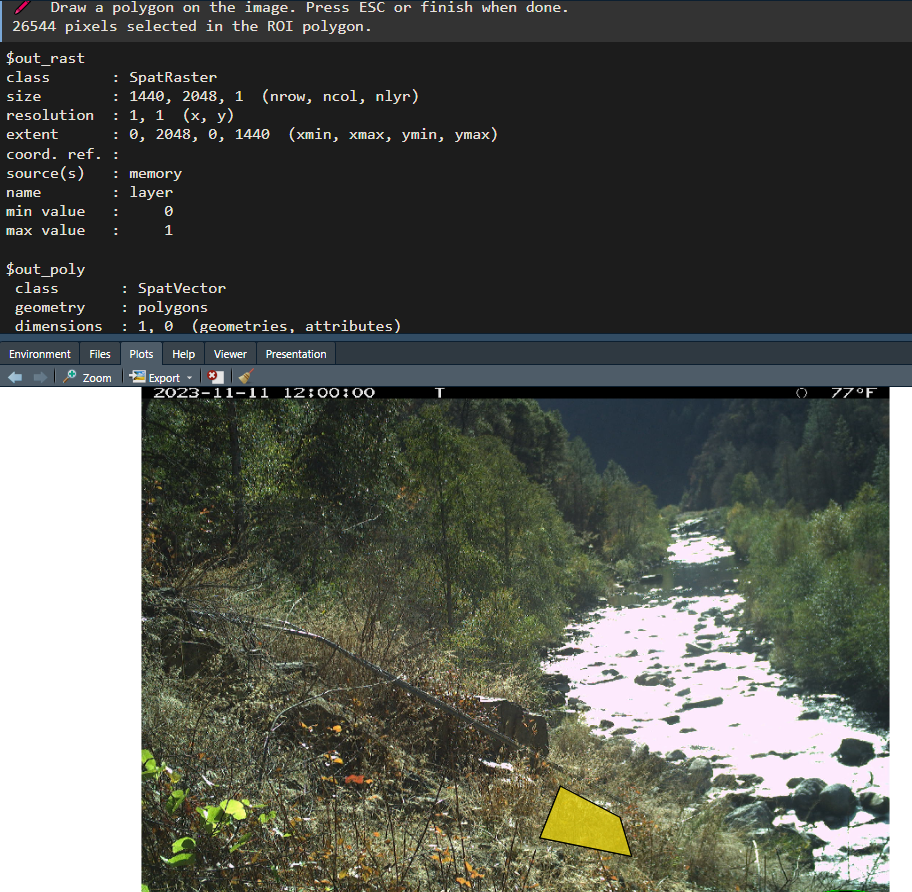 Draw a polygon on the image. Press ESC or finish when done.
26544 pixels selected in the ROI polygon.
$out_rast
class       : SpatRaster
size        : 1440, 2048, 1  (nrow, ncol, nlyr)
resolution  : 1, 1  (x, y)
extent      : 0, 2048, 0, 1440  (xmin, xmax, ymin, ymax)
coord. ref. :
source(s)   : memory
name        : layer
min value   :     0
max value   :     1
$out_poly
 class       : SpatVector
 geometry    : polygons
 dimensions  : 1, 0  (geometries, attributes)
Environment Files Plots Help Viewer Presentation
Zoom Export
2023-11-11 12:00:00 T 77°F